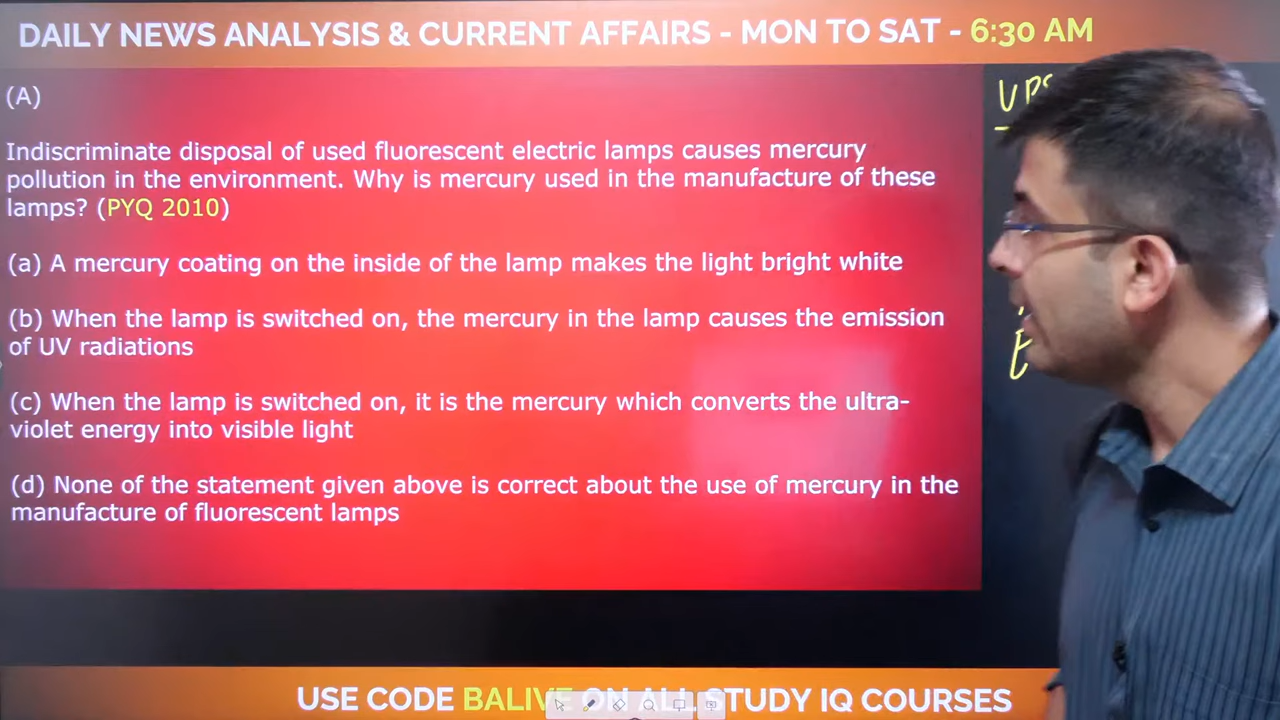 DAILY NEWS ANALYSIS & CURRENT AFFAIRS - MON TO SAT - 6:30 AM
(A)
Indiscriminate disposal of used fluorescent electric lamps causes mercury
pollution in the environment. Why is mercury used in the manufacture of these
lamps? (PYQ 2010)
(a) A mercury coating on the inside of the lamp makes the light bright white
(b) When the lamp is switched on, the mercury in the lamp causes the emission
of UV radiations
(c) When the lamp is switched on, it is the mercury which converts the ultra-
violet energy into visible light
(d) None of the statement given above is correct about the use of mercury in the
manufacture of fluorescent lamps
USE CODE BALIVE ON ALL STUDY IQ COURSES